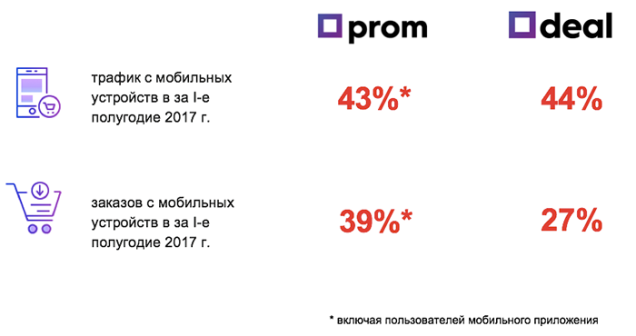 prom deal
трафик с мобильных
устройств в за I-е
полугодие 2017 г.
43%* 44%
заказов с мобильных
устройств в за I-е
полугодие 2017 г.
39%* 27%
* включая пользователей мобильного приложения